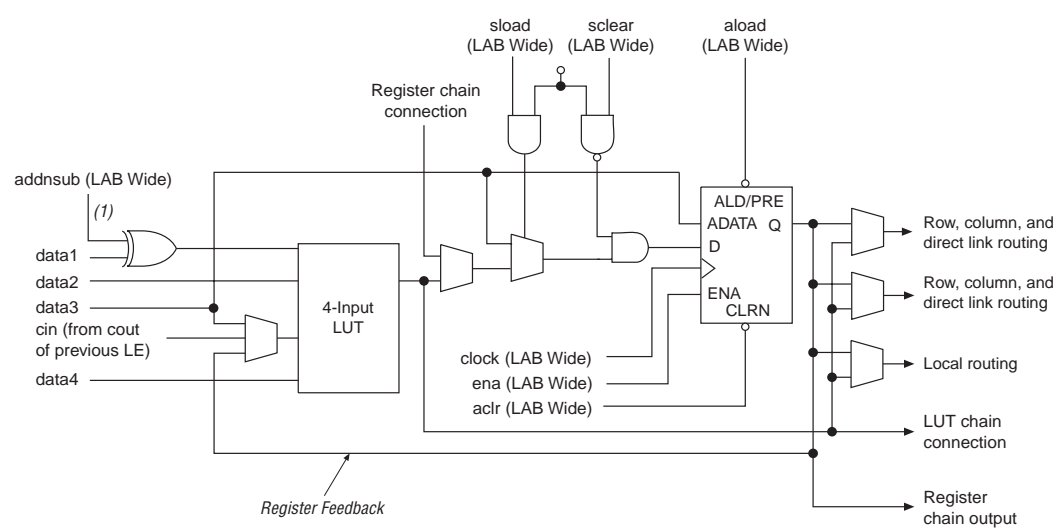 sload
(LAB Wide)
sclear
(LAB Wide)
aload
(LAB Wide)
Register chain
connection
addnsub (LAB Wide)
(1)
data1
data2
data3
cin (from cout
of previous LE)
data4
4-Input
LUT
ALD/PRE
ADATA Q
D
ENA
CLRN
clock (LAB Wide)
ena (LAB Wide)
aclr (LAB Wide)
Row, column, and
direct link routing
Row, column, and
direct link routing
Local routing
LUT chain
connection
Register
chain output
Register Feedback